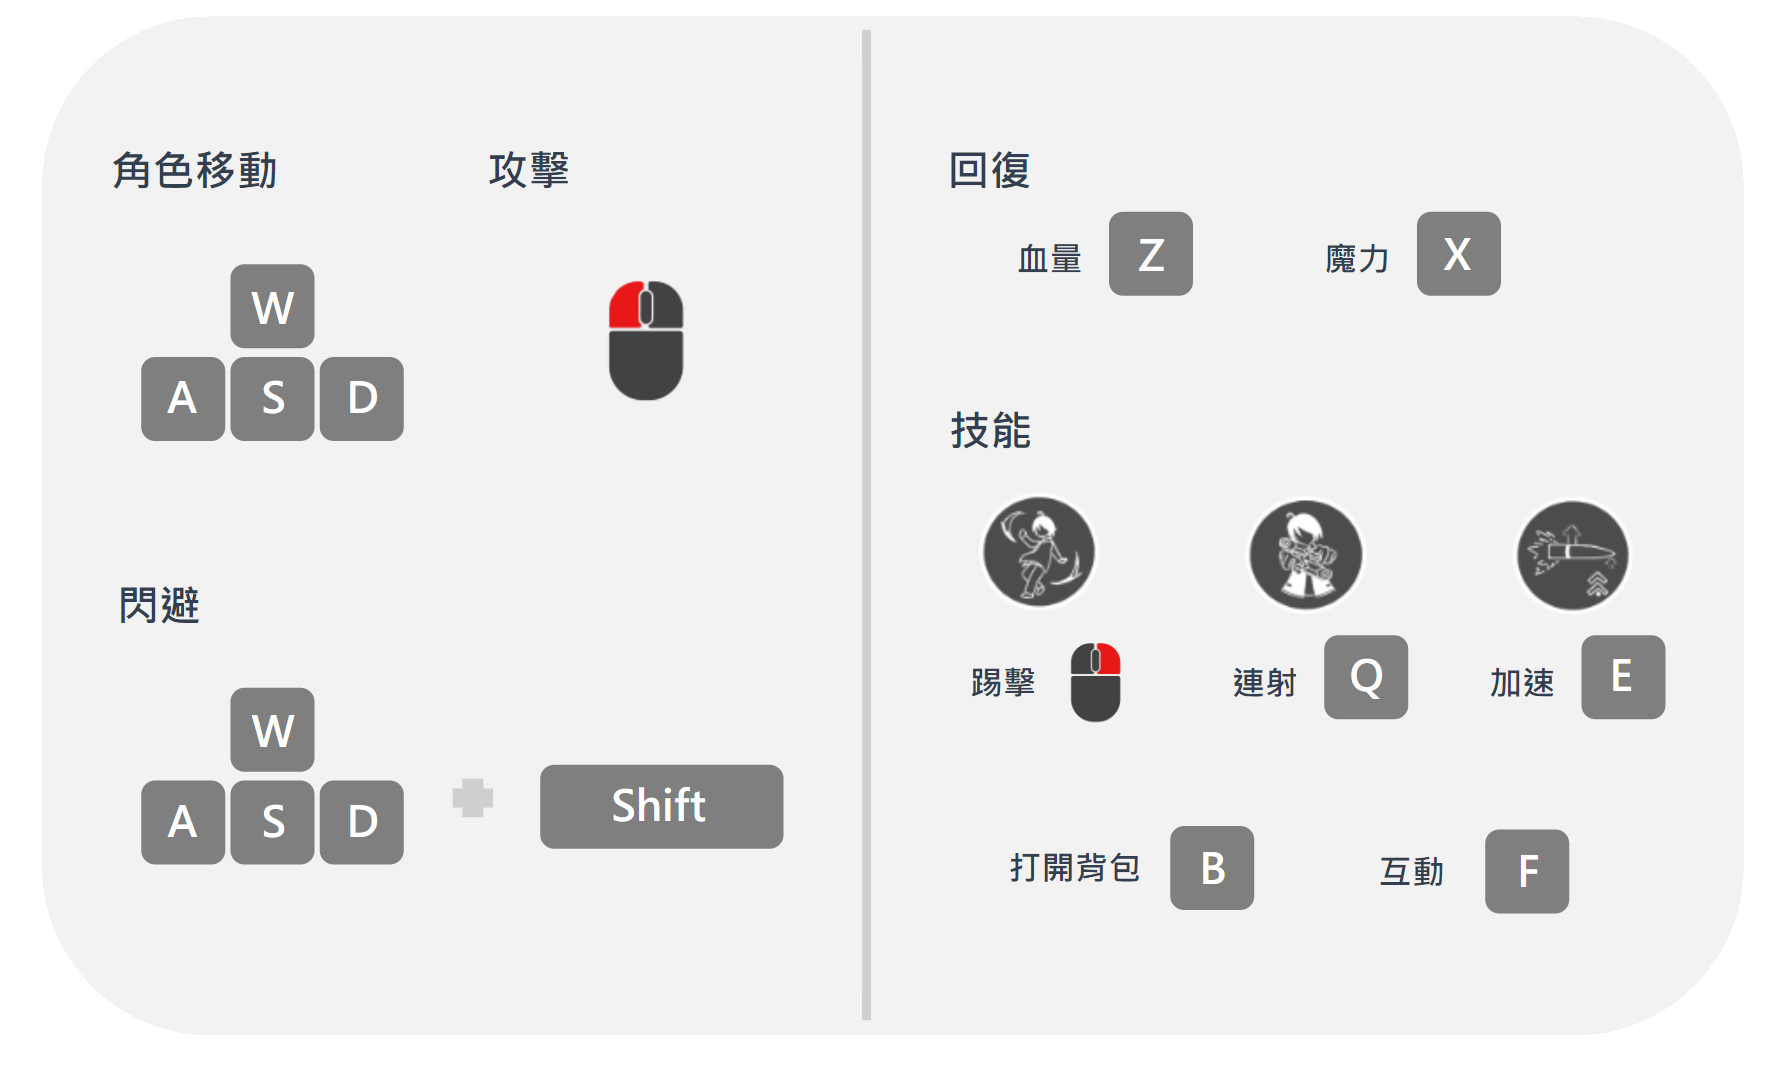 角色移動
攻擊
W
A S D
閃避
W
A S D
Shift
回復
血量 Z
魔力 X
技能
踢擊
連射 Q
加速 E
打開背包 B
互動 F